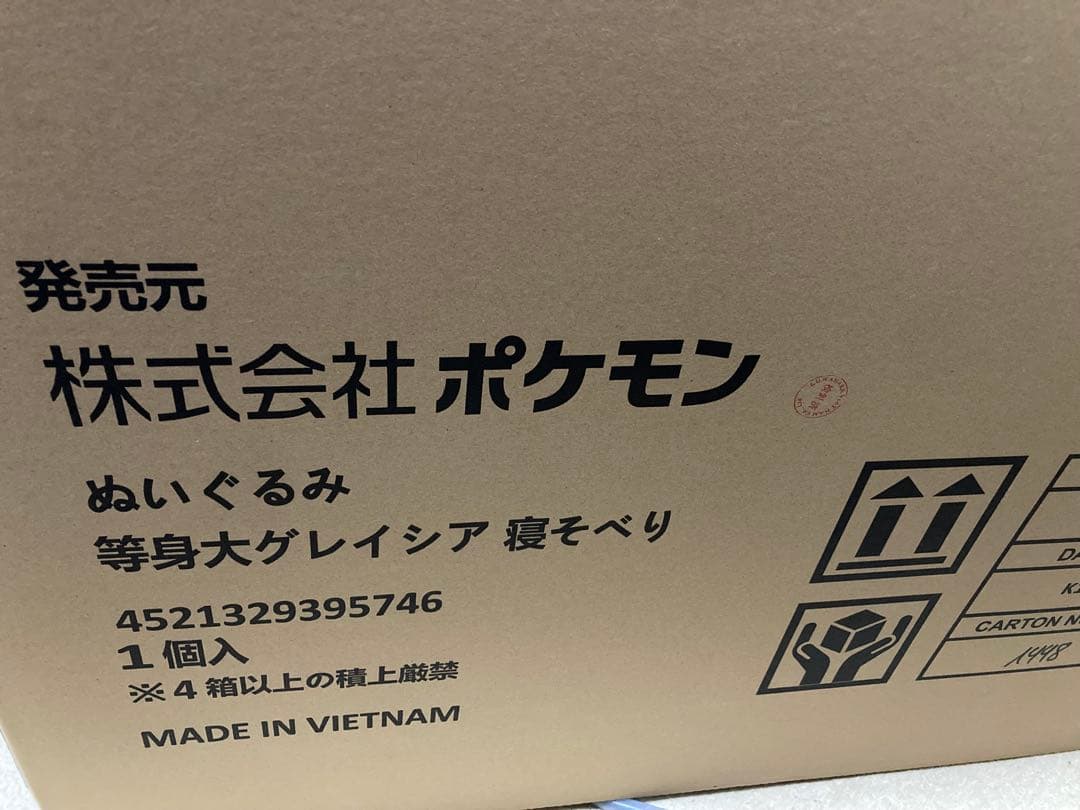 発売元
株式会社ポケモン
ぬいぐるみ
等身大グレイシア 寝そべり
4521329395746
1個入
※4箱以上の積上厳禁
MADE IN VIETNAM
CARTON
1448